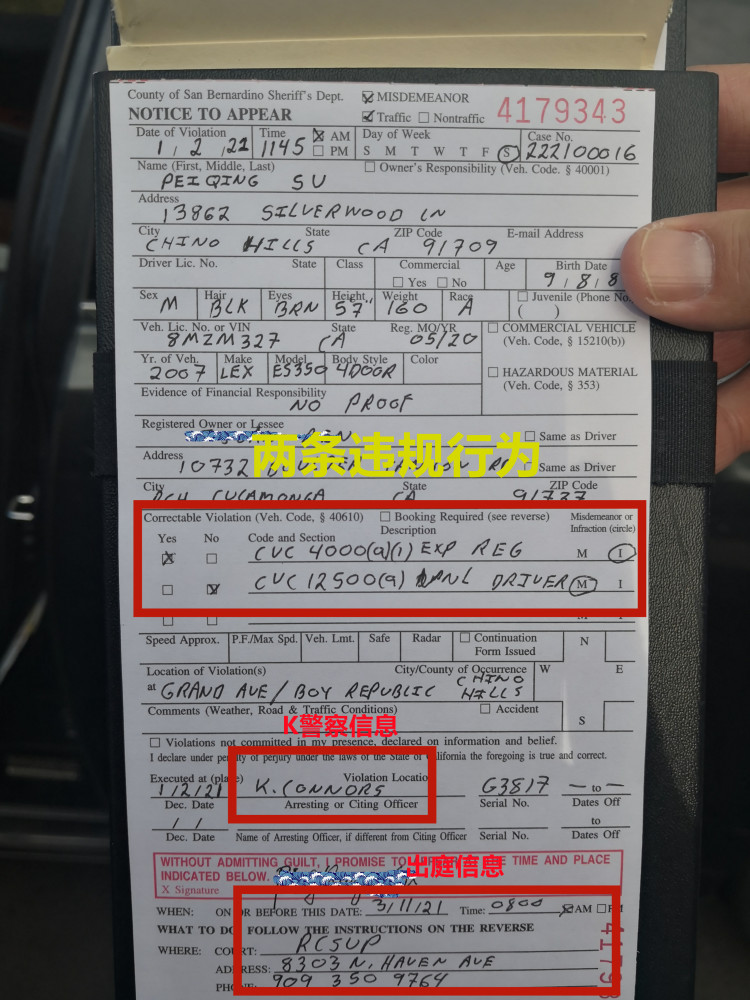 County of San Bernardino Sheriff's Dept. MISDEMEANOR
NOTICE TO APPEAR Traffic Nontraffic 4179343
Date of Violation Time AM Day of Week Case No.
1 / 2 / 21 1145 PM S M T W T F S 222100016
Name (First, Middle, Last) Owner's Responsibility (Veh. Code. § 40001)
PEIQING SU
Address
13862 SILVERWOOD LN
City State ZIP Code E-mail Address
CHINO HILLS CA 91709
Driver Lic. No. State Class Commercial Age Birth Date
Yes No 9 / 8 / 8
Sex Hair Eyes Height Weight Race Juvenile (Phone No.
M BLK BRN 57 160 A ( )
Veh. Lic. No. or VIN State Reg. MO/YR COMMERCIAL VEHICLE
8MZM327 CA 05/20 (Veh. Code, § 15210(b))
Yr. of Veh. Make Model Body Style Color HAZARDOUS MATERIAL
2007 LEX ES350 4DOOR (Veh. Code, § 353)
Evidence of Financial Responsibility
NO PROOF
Registered Owner or Lessee
Same as Driver
两条违规行为
Address Same as Driver
10732
City State ZIP Code
RCH CUCAMONGA CA 91737
Correctable Violation (Veh. Code, § 40610) Booking Required (see reverse) Misdemeanor or
Yes No Code and Section Description Infraction (circle)
CVC 4000(a)(1) EXP REG M I
CVC 12500(a) UNL DRIVER M I
M I
Speed Approx. P.F./Max Spd. Veh. Lmt. Safe Radar Continuation Form Issued N
Location of Violation(s) City/County of Occurrence W E
at GRAND AVE / BOY REPUBLIC CHINO HILLS
Comments (Weather, Road & Traffic Conditions) Accident S
K警察信息
Violations not committed in my presence, declared on information and belief.
I declare under penalty of perjury under the laws of the State of California the foregoing is true and correct.
Executed at (place) Violation Location
1/2/21 K. CONNORS G3817 — to —
Dec. Date Arresting or Citing Officer Serial No. Dates Off
/ / to
Dec. Date Name of Arresting Officer, if different from Citing Officer Serial No. Dates Off
WITHOUT ADMITTING GUILT, I PROMISE TO TIME AND PLACE
INDICATED BELOW.
出庭信息
X Signature
WHEN: ON OR BEFORE THIS DATE: 3/11/21 Time: 0800 AM PM
WHAT TO DO FOLLOW THE INSTRUCTIONS ON THE REVERSE
WHERE: COURT: RCSUP
ADDRESS: 8303 N. HAVEN AVE
PHONE: 909 350 9764